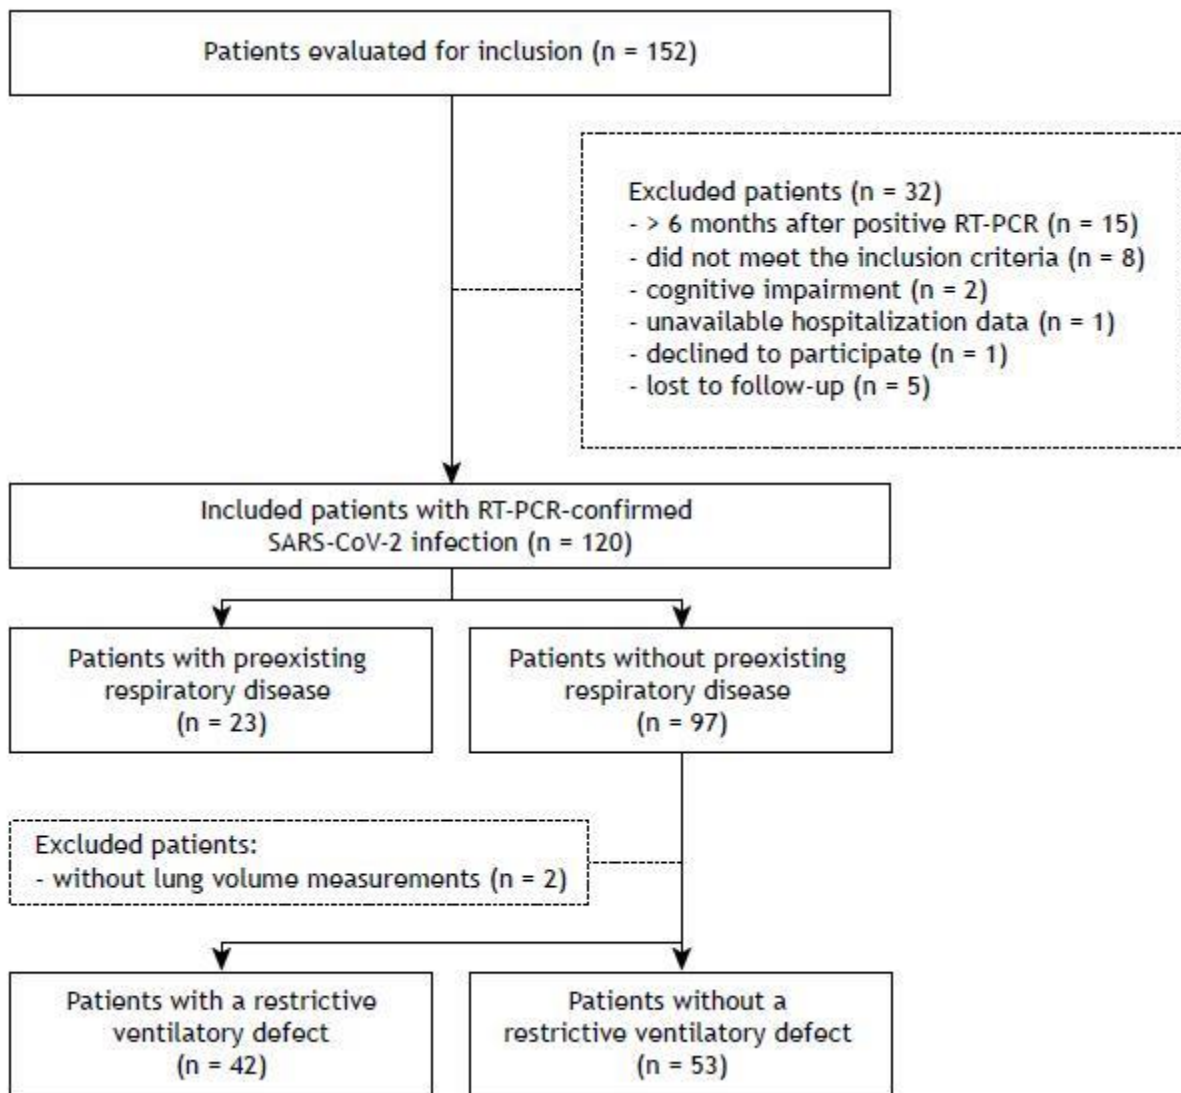 Patients evaluated for inclusion (n = 152)
Excluded patients (n = 32)
- > 6 months after positive RT-PCR (n = 15)
- did not meet the inclusion criteria (n = 8)
- cognitive impairment (n = 2)
- unavailable hospitalization data (n = 1)
- declined to participate (n = 1)
- lost to follow-up (n = 5)
Included patients with RT-PCR-confirmed
SARS-CoV-2 infection (n = 120)
Patients with preexisting
respiratory disease
(n = 23)
Patients without preexisting
respiratory disease
(n = 97)
Excluded patients:
- without lung volume measurements (n = 2)
Patients with a restrictive
ventilatory defect
(n = 42)
Patients without a
restrictive ventilatory defect
(n = 53)